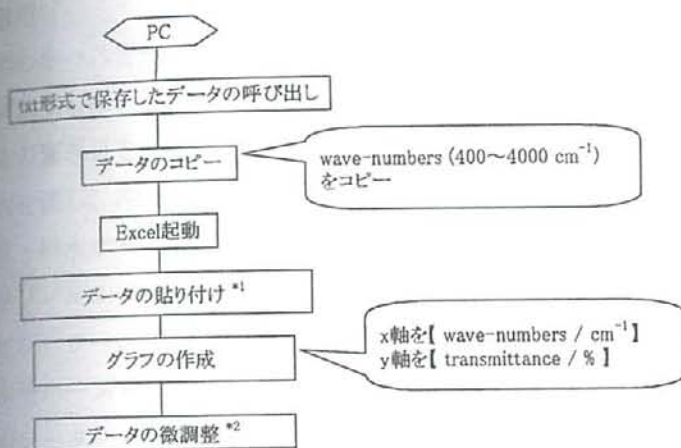 PC
txt形式で保存したデータの呼び出し
データのコピー
wave-numbers (400～4000 cm⁻¹)
をコピー
Excel起動
データの貼り付け *1
グラフの作成
x軸を【 wave-numbers / cm⁻¹】
y軸を【 transmittance / % 】
データの微調整 *2